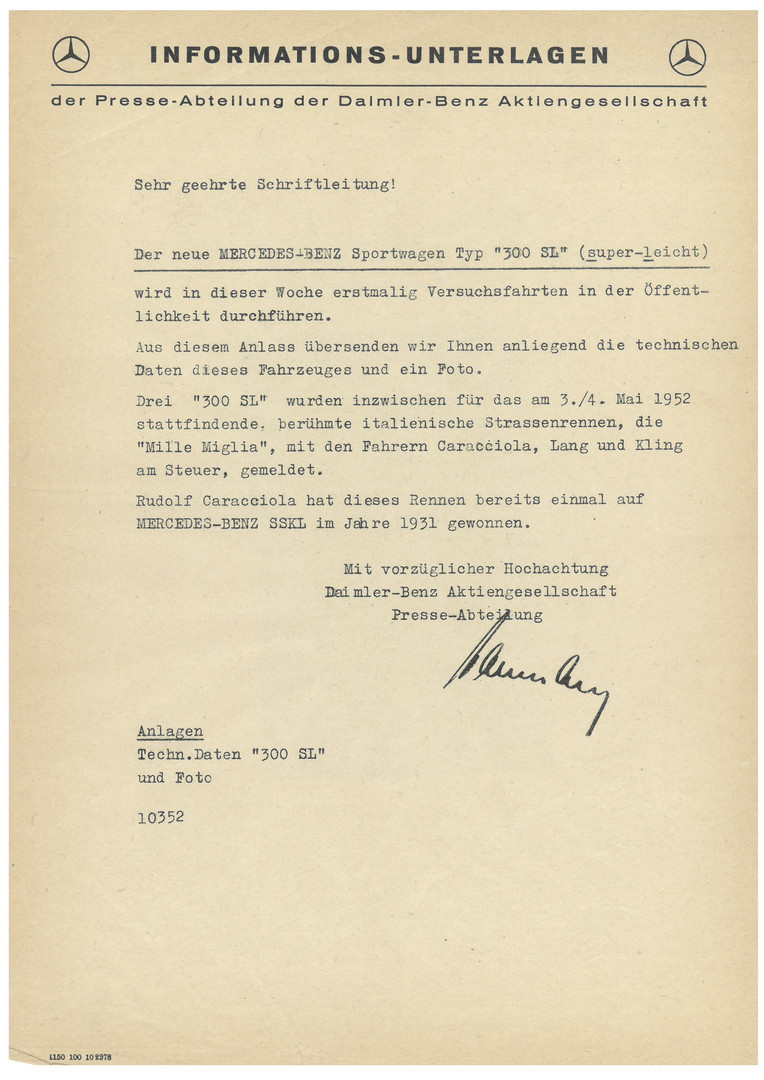 INFORMATIONS-UNTERLAGEN
der Presse-Abteilung der Daimler-Benz Aktiengesellschaft
Sehr geehrte Schriftleitung!
Der neue MERCEDES-BENZ Sportwagen Typ "300 SL" (super-leicht)
wird in dieser Woche erstmalig Versuchsfahrten in der Öffent-
lichkeit durchführen.
Aus diesem Anlass übersenden wir Ihnen anliegend die technischen
Daten dieses Fahrzeuges und ein Foto.
Drei "300 SL" wurden inzwischen für das am 3./4. Mai 1952
stattfindende, berühmte italienische Strassenrennen, die
"Mille Miglia", mit den Fahrern Caracciola, Lang und Kling
am Steuer, gemeldet.
Rudolf Caracciola hat dieses Rennen bereits einmal auf
MERCEDES-BENZ SSKL im Jahre 1931 gewonnen.
Mit vorzüglicher Hochachtung
Daimler-Benz Aktiengesellschaft
Presse-Abteilung
Anlagen
Techn.Daten "300 SL"
und Foto
10352
1150 100 102378